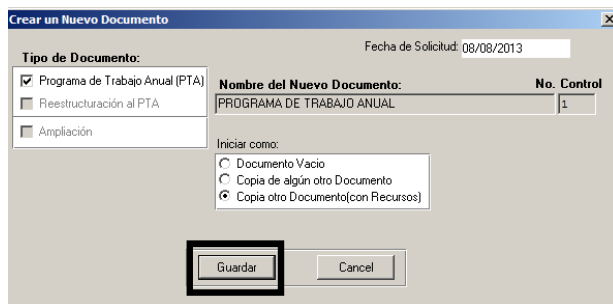 Crear un Nuevo Documento
Fecha de Solicitud: 08/08/2013
Tipo de Documento:
Programa de Trabajo Anual (PTA)
Reestructuración al PTA
Ampliación
Nombre del Nuevo Documento:
No. Control
PROGRAMA DE TRABAJO ANUAL
1
Iniciar como:
Documento Vacio
Copia de algún otro Documento
Copia otro Documento(con Recursos)
Guardar
Cancel